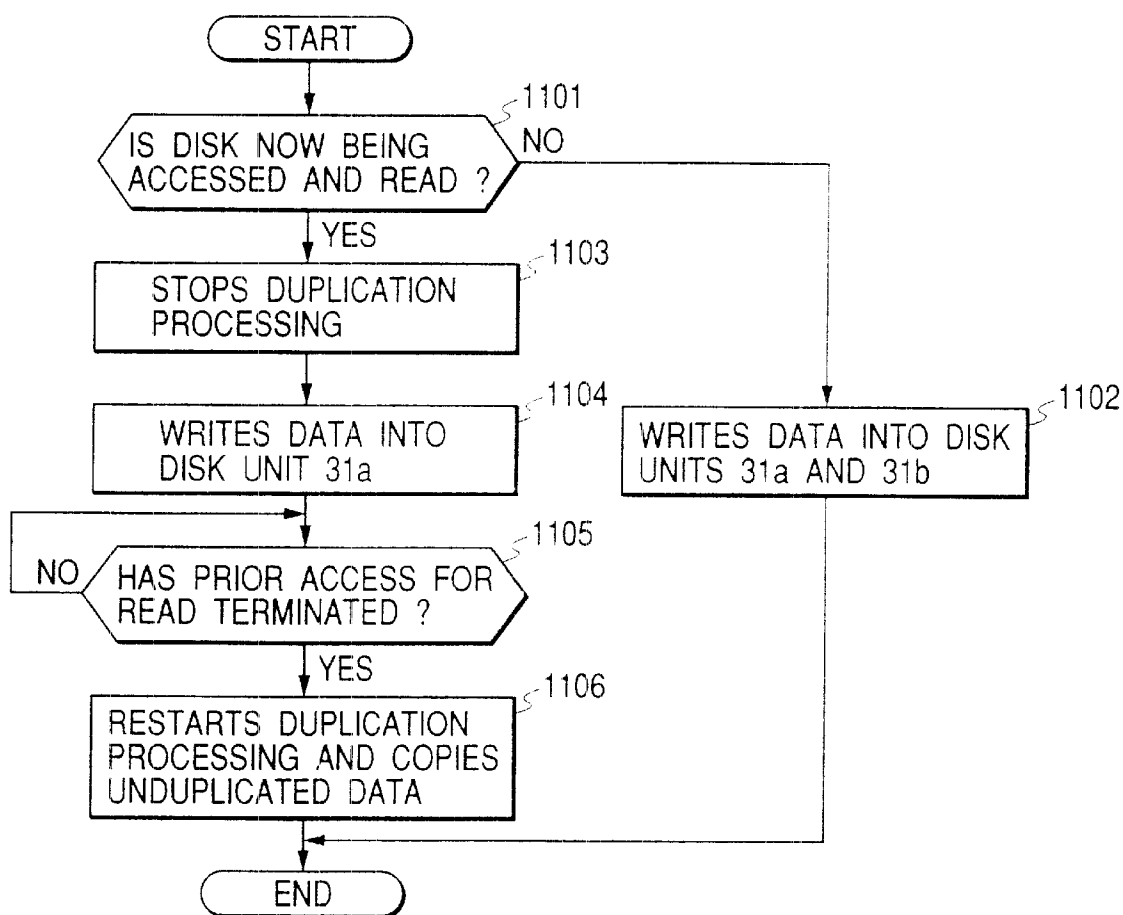 START
1101
IS DISK NOW BEING
ACCESSED AND READ ?
NO
YES
1103
STOPS DUPLICATION
PROCESSING
1104
WRITES DATA INTO
DISK UNIT 31a
1102
WRITES DATA INTO DISK
UNITS 31a AND 31b
1105
NO
HAS PRIOR ACCESS FOR
READ TERMINATED ?
YES
1106
RESTARTS DUPLICATION
PROCESSING AND COPIES
UNDUPLICATED DATA
END